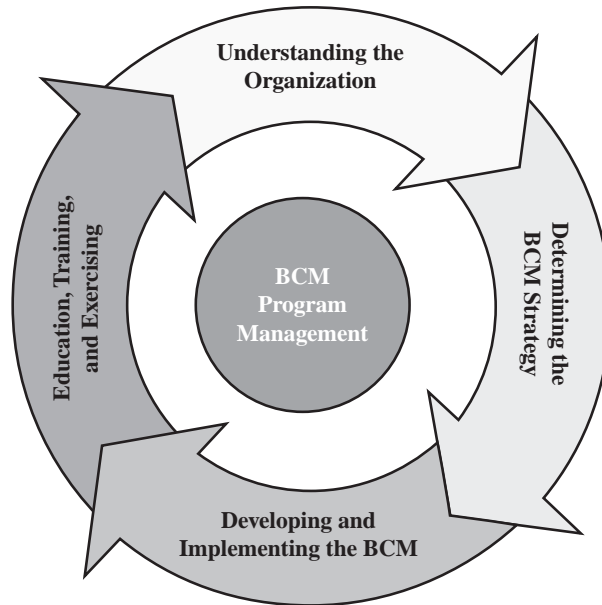 Understanding the
Organization
Determining the
BCM Strategy
Developing and
Implementing the BCM
Education, Training,
and Exercising
BCM
Program
Management